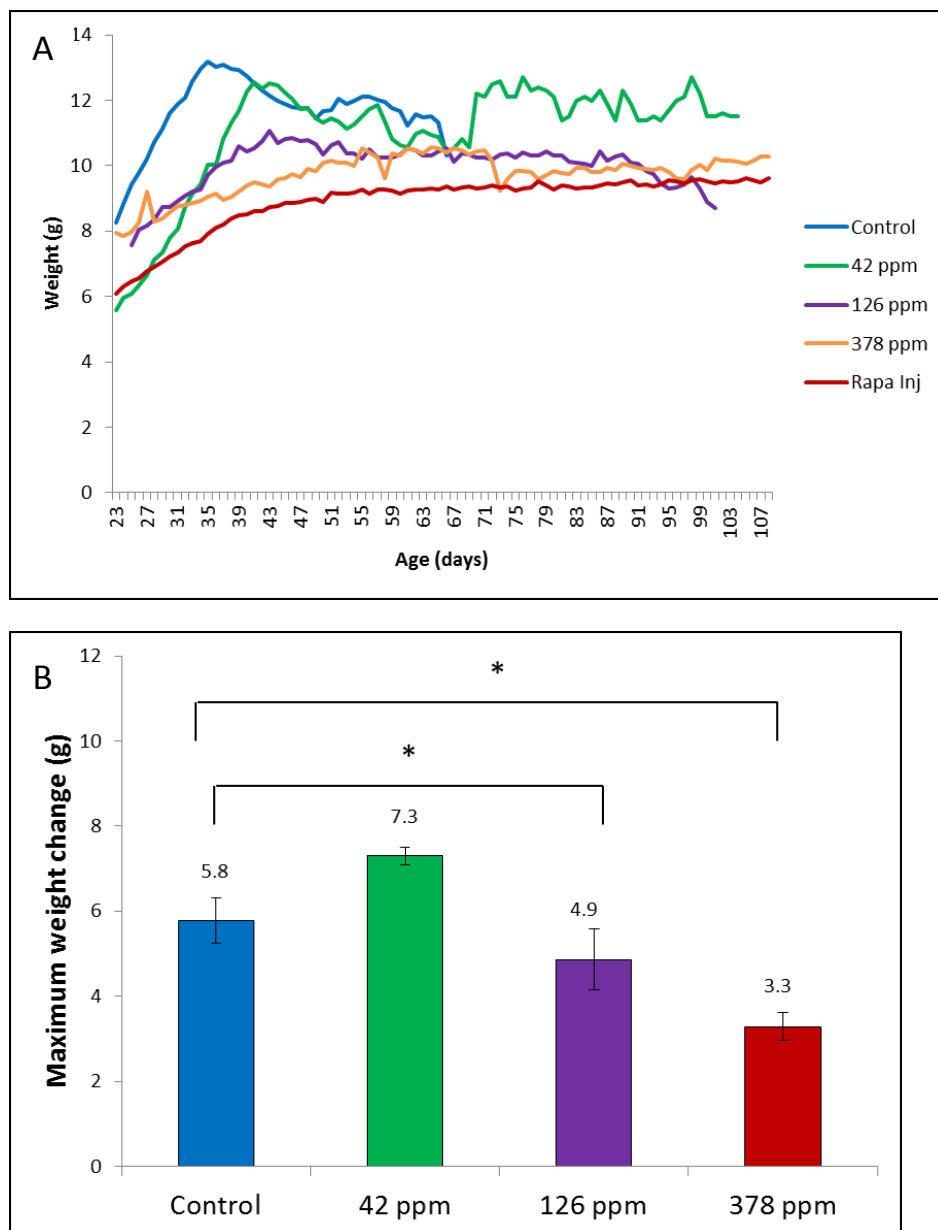 A
14
12
10
8
6
4
2
0
Weight (g)
23 27 31 35 39 43 47 51 55 59 63 67 71 75 79 83 87 91 95 99 103 107
Age (days)
Control
42 ppm
126 ppm
378 ppm
Rapa Inj
B
12
10
8
6
4
2
0
Maximum weight change (g)
*
*
5.8
7.3
4.9
3.3
Control 42 ppm 126 ppm 378 ppm